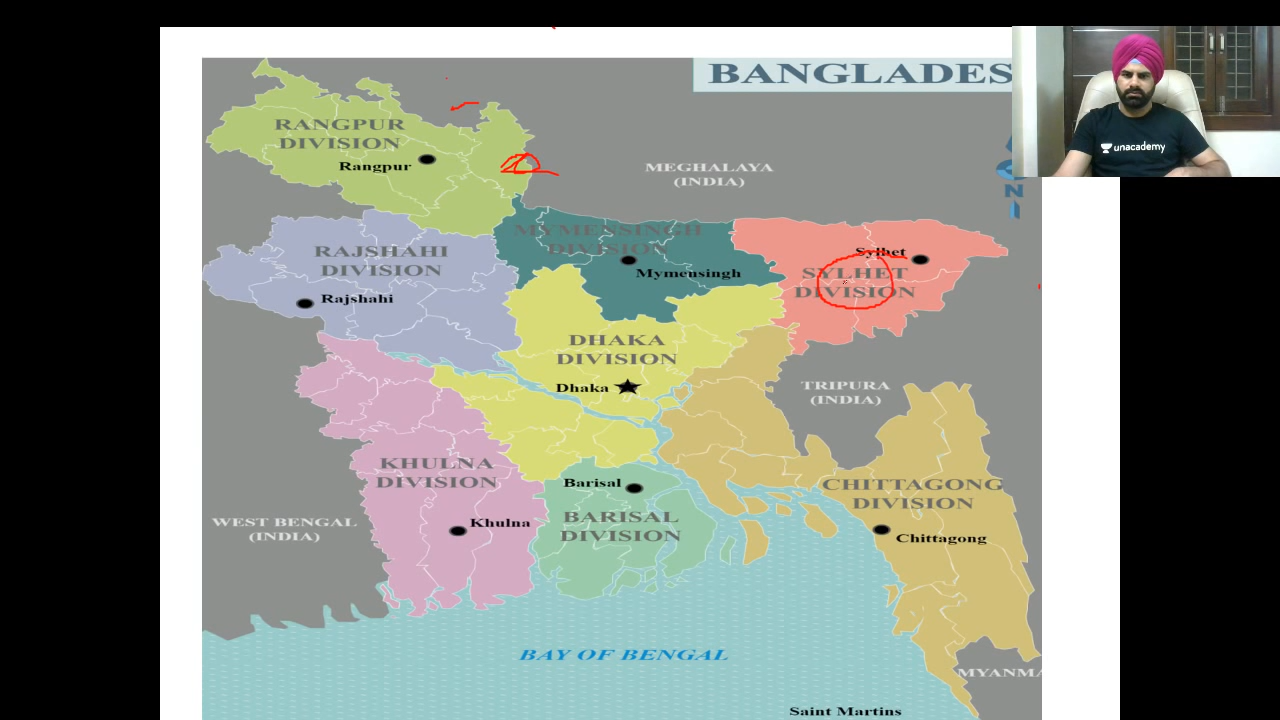 BANGLADES
unacademy
RANGPUR
DIVISION
Rangpur
MEGHALAYA
(INDIA)
N
MYMENSINGH
DIVISION
Mymensingh
RAJSHAHI
DIVISION
Rajshahi
Sylhet
SYLHET
DIVISION
DHAKA
DIVISION
Dhaka
TRIPURA
(INDIA)
KHULNA
DIVISION
Khulna
Barisal
BARISAL
DIVISION
CHITTAGONG
DIVISION
Chittagong
WEST BENGAL
(INDIA)
BAY OF BENGAL
MYANMA
Saint Martins